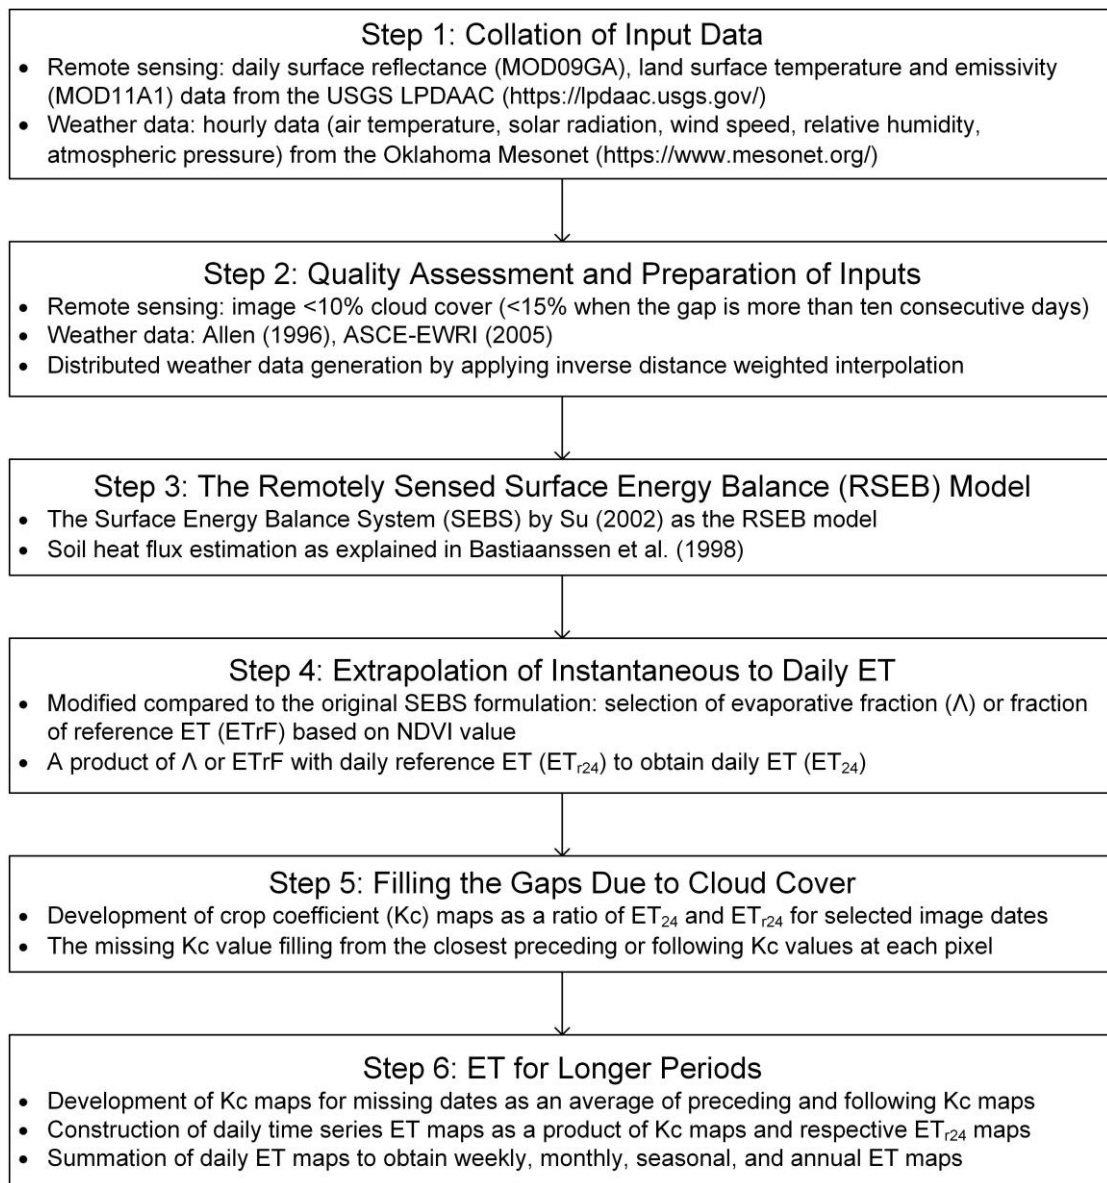 Step 1: Collation of Input Data
• Remote sensing: daily surface reflectance (MOD09GA), land surface temperature and emissivity
(MOD11A1) data from the USGS LPDAAC (https://lpdaac.usgs.gov/)
• Weather data: hourly data (air temperature, solar radiation, wind speed, relative humidity,
atmospheric pressure) from the Oklahoma Mesonet (https://www.mesonet.org/)
Step 2: Quality Assessment and Preparation of Inputs
• Remote sensing: image <10% cloud cover (<15% when the gap is more than ten consecutive days)
• Weather data: Allen (1996), ASCE-EWRI (2005)
• Distributed weather data generation by applying inverse distance weighted interpolation
Step 3: The Remotely Sensed Surface Energy Balance (RSEB) Model
• The Surface Energy Balance System (SEBS) by Su (2002) as the RSEB model
• Soil heat flux estimation as explained in Bastiaanssen et al. (1998)
Step 4: Extrapolation of Instantaneous to Daily ET
• Modified compared to the original SEBS formulation: selection of evaporative fraction (Λ) or fraction
of reference ET (ETrF) based on NDVI value
• A product of Λ or ETrF with daily reference ET (ETr24) to obtain daily ET (ET24)
Step 5: Filling the Gaps Due to Cloud Cover
• Development of crop coefficient (Kc) maps as a ratio of ET24 and ETr24 for selected image dates
• The missing Kc value filling from the closest preceding or following Kc values at each pixel
Step 6: ET for Longer Periods
• Development of Kc maps for missing dates as an average of preceding and following Kc maps
• Construction of daily time series ET maps as a product of Kc maps and respective ETr24 maps
• Summation of daily ET maps to obtain weekly, monthly, seasonal, and annual ET maps